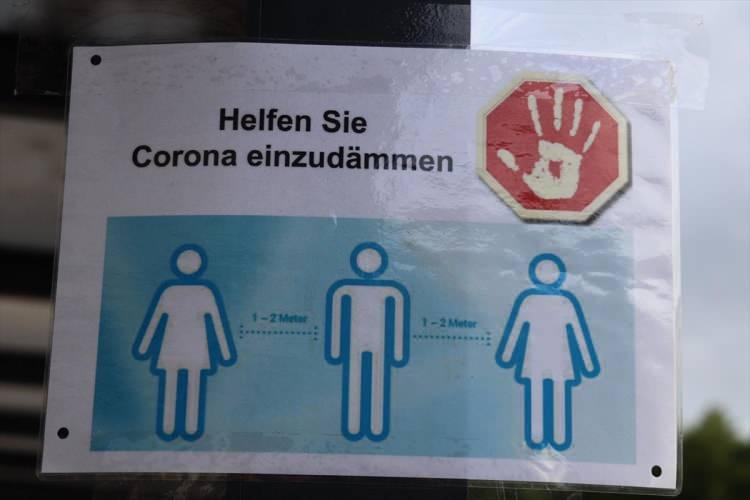 Helfen Sie
Corona einzudämmen
1 – 2 Meter
1 – 2 Meter